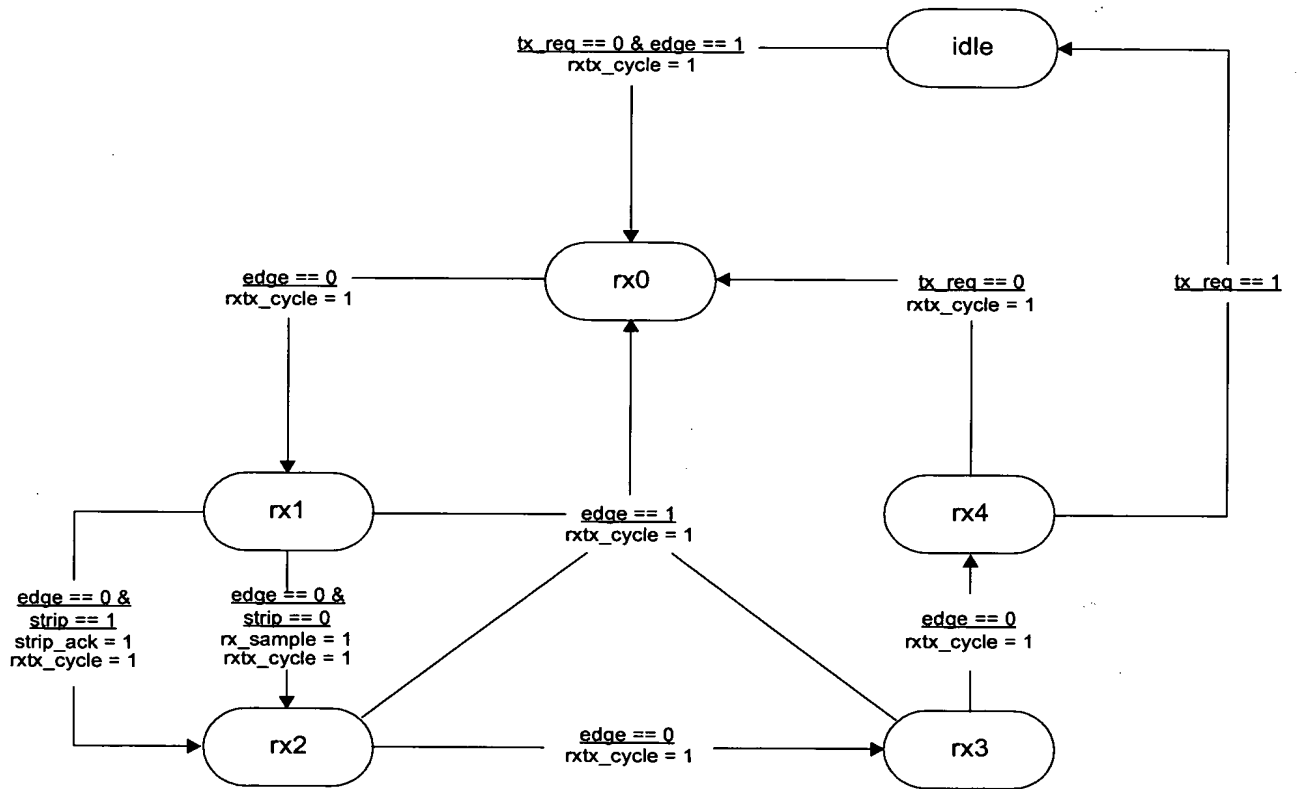 tx_req == 0 & edge == 1
rxtx_cycle = 1
idle
edge == 0
rxtx_cycle = 1
rx0
tx_req == 0
rxtx_cycle = 1
tx_req == 1
rx1
edge == 1
rxtx_cycle = 1
rx4
edge == 0 &
strip == 1
strip_ack = 1
rxtx_cycle = 1
edge == 0 &
strip == 0
rx_sample = 1
rxtx_cycle = 1
edge == 0
rxtx_cycle = 1
rx2
edge == 0
rxtx_cycle = 1
rx3